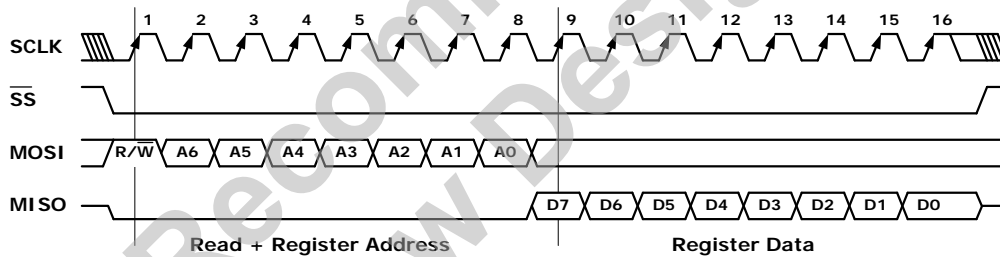 1 2 3 4 5 6 7 8 9 10 11 12 13 14 15 16
SCLK
SS
MOSI R/W A6 A5 A4 A3 A2 A1 A0
MISO D7 D6 D5 D4 D3 D2 D1 D0
Read + Register Address Register Data
Recom
w Des